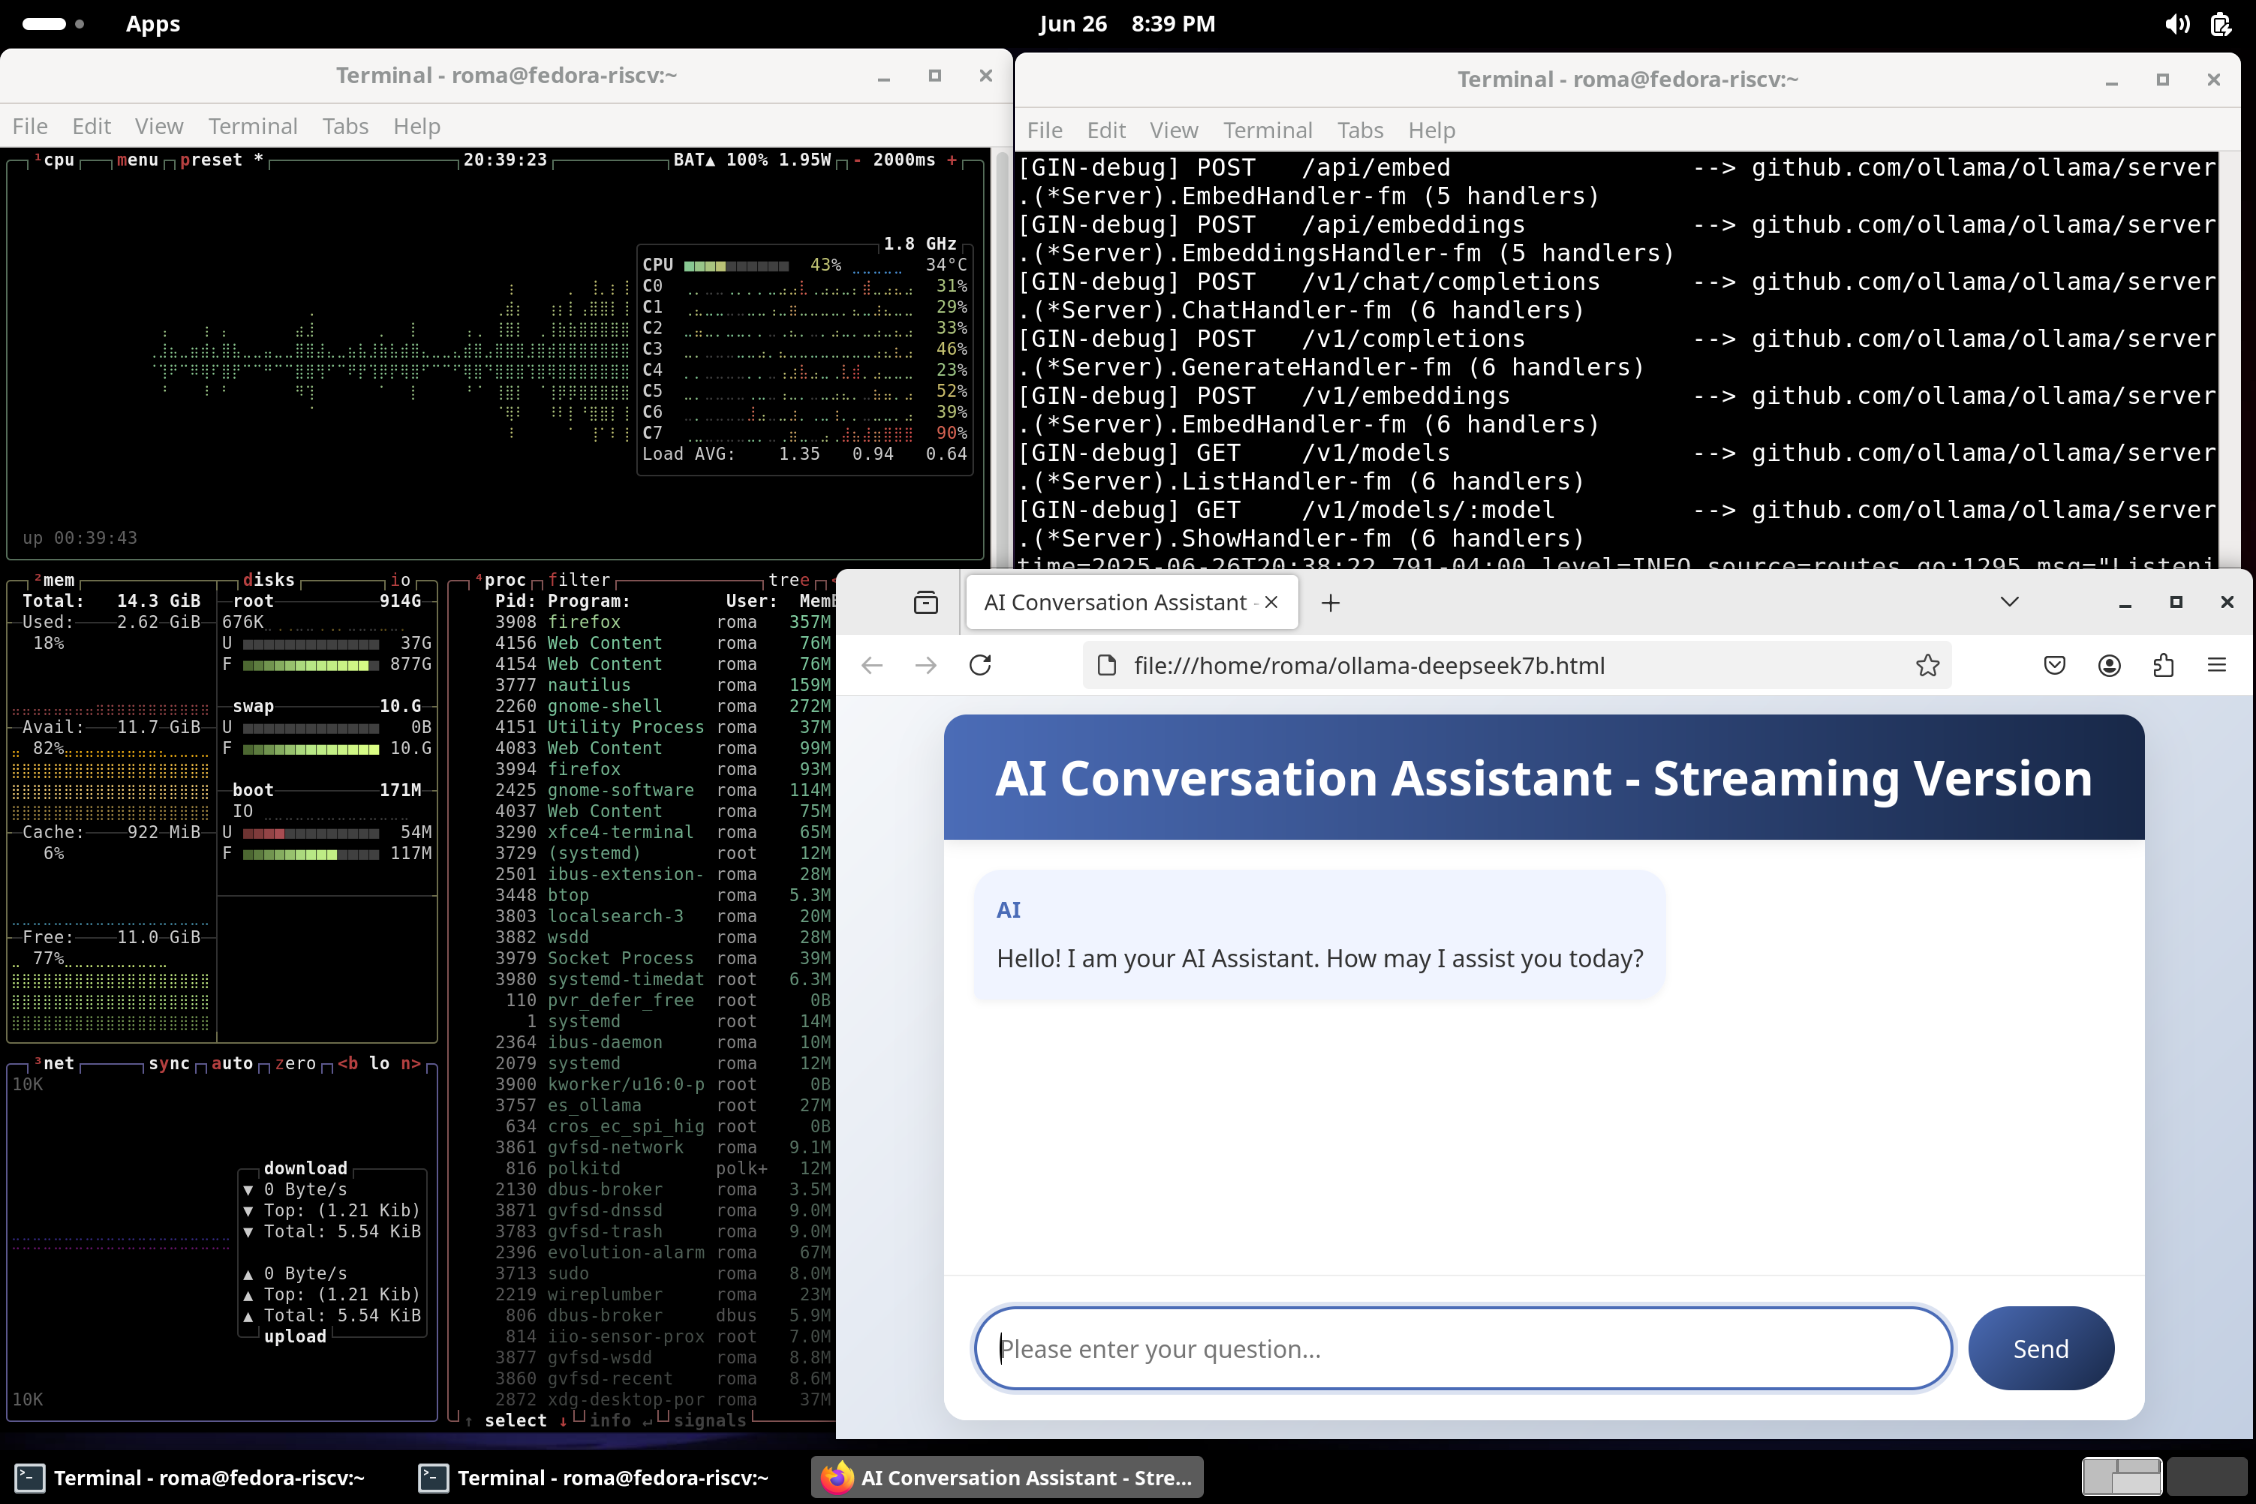 Apps
Jun 26 8:39 PM
Terminal - roma@fedora-riscv:~
File Edit View Terminal Tabs Help
¹cpu menu preset * 20:39:23 BAT▲ 100% 1.95W - 2000ms +
1.8 GHz
CPU 43% 34°C
C0 31%
C1 29%
C2 33%
C3 46%
C4 23%
C5 52%
C6 39%
C7 90%
Load AVG: 1.35 0.94 0.64
up 00:39:43
²mem
Total: 14.3 GiB
Used: 2.62 GiB
18%
Avail: 11.7 GiB
82%
Cache: 922 MiB
6%
Free: 11.0 GiB
77%
disks io
root 914G
676K
U 37G
F 877G
swap 10.G
U 0B
F 10.G
boot 171M
IO
U 54M
F 117M
³net sync auto zero <b lo n>
10K
download
▼ 0 Byte/s
▼ Top: (1.21 Kib)
▼ Total: 5.54 KiB
▲ 0 Byte/s
▲ Top: (1.21 Kib)
▲ Total: 5.54 KiB
upload
10K
⁴proc filter tree
Pid: Program: User: MemB
3908 firefox roma 357M
4156 Web Content roma 76M
4154 Web Content roma 76M
3777 nautilus roma 159M
2260 gnome-shell roma 272M
4151 Utility Process roma 37M
4083 Web Content roma 99M
3994 firefox roma 93M
2425 gnome-software roma 114M
4037 Web Content roma 75M
3290 xfce4-terminal roma 65M
3729 (systemd) root 12M
2501 ibus-extension- roma 28M
3448 btop roma 5.3M
3803 localsearch-3 roma 20M
3882 wsdd roma 28M
3979 Socket Process roma 39M
3980 systemd-timedat root 6.3M
110 pvr_defer_free root 0B
1 systemd root 14M
2364 ibus-daemon roma 10M
2079 systemd roma 12M
3900 kworker/u16:0-p root 0B
3757 es_ollama root 27M
634 cros_ec_spi_hig root 0B
3861 gvfsd-network roma 9.1M
816 polkitd polk+ 12M
2130 dbus-broker roma 3.5M
3871 gvfsd-dnssd roma 9.0M
3783 gvfsd-trash roma 9.0M
2396 evolution-alarm roma 67M
3713 sudo roma 8.0M
2219 wireplumber roma 23M
806 dbus-broker dbus 5.9M
814 iio-sensor-prox root 7.0M
3877 gvfsd-wsdd roma 8.8M
3860 gvfsd-recent roma 8.6M
2872 xdg-desktop-por roma 37M
↑ select ↓ info ↵ signals
Terminal - roma@fedora-riscv:~
File Edit View Terminal Tabs Help
[GIN-debug] POST /api/embed --> github.com/ollama/ollama/server
.(*Server).EmbedHandler-fm (5 handlers)
[GIN-debug] POST /api/embeddings --> github.com/ollama/ollama/server
.(*Server).EmbeddingsHandler-fm (5 handlers)
[GIN-debug] POST /v1/chat/completions --> github.com/ollama/ollama/server
.(*Server).ChatHandler-fm (6 handlers)
[GIN-debug] POST /v1/completions --> github.com/ollama/ollama/server
.(*Server).GenerateHandler-fm (6 handlers)
[GIN-debug] POST /v1/embeddings --> github.com/ollama/ollama/server
.(*Server).EmbedHandler-fm (6 handlers)
[GIN-debug] GET /v1/models --> github.com/ollama/ollama/server
.(*Server).ListHandler-fm (6 handlers)
[GIN-debug] GET /v1/models/:model --> github.com/ollama/ollama/server
.(*Server).ShowHandler-fm (6 handlers)
time=2025-06-26T20:38:22.791-04:00 level=INFO source=routes.go:1295 msg="Listeni
AI Conversation Assistant -
file:///home/roma/ollama-deepseek7b.html
AI Conversation Assistant - Streaming Version
AI
Hello! I am your AI Assistant. How may I assist you today?
Please enter your question...
Send
Terminal - roma@fedora-riscv:~
Terminal - roma@fedora-riscv:~
AI Conversation Assistant - Stre...